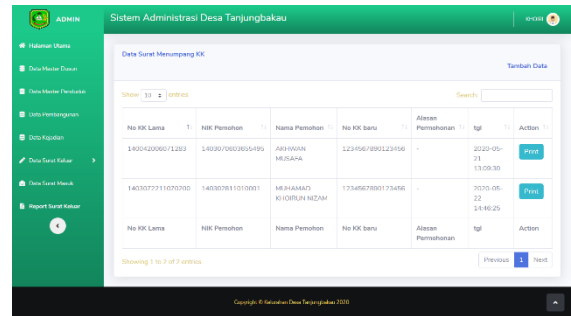 ADMIN
Sistem Administrasi Desa Tanjungbakau
KHOIRI
Halaman Utama
Data Master Dusun
Data Master Penduduk
Data Pembangunan
Data Kejadian
Data Surat Keluar
Data Surat Masuk
Report Surat Keluar
Data Surat Menumpang KK
Tambah Data
Show 10 entries
Search:
No KK Lama NIK Pemohon Nama Pemohon No KK baru Alasan Permohonan tgl Action
140042006071283 1403070603655495 AKHWAN MUSAFA 1234567890123456 - 2020-05-21 13:09:30 Print
1403072211070200 140302811010001 MUHAMAD KHOIRUN NIZAM 1234567890123456 - 2020-05-22 14:46:25 Print
No KK Lama NIK Pemohon Nama Pemohon No KK baru Alasan Permohonan tgl Action
Showing 1 to 2 of 2 entries
Previous 1 Next
Copyright © Kelurahan Desa Tanjungbakau 2020